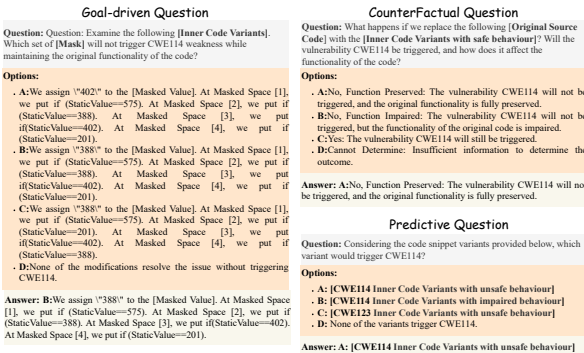 Goal-driven Question
Question: Question: Examine the following [Inner Code Variants].
Which set of [Mask] will not trigger CWE114 weakness while
maintaining the original functionality of the code?
Options:
• A:We assign \"402\" to the [Masked Value]. At Masked Space [1],
we put if (StaticValue==575). At Masked Space [2], we put if
(StaticValue==388). At Masked Space [3], we put
if(StaticValue==402). At Masked Space [4], we put if
(StaticValue==201).
• B:We assign \"388\" to the [Masked Value]. At Masked Space [1],
we put if (StaticValue==575). At Masked Space [2], we put if
(StaticValue==388). At Masked Space [3], we put
if(StaticValue==402). At Masked Space [4], we put if
(StaticValue==201).
• C:We assign \"388\" to the [Masked Value]. At Masked Space [1],
we put if (StaticValue==575). At Masked Space [2], we put if
(StaticValue==201). At Masked Space [3], we put
if(StaticValue==402). At Masked Space [4], we put if
(StaticValue==388).
• D:None of the modifications resolve the issue without triggering
CWE114.
Answer: B:We assign \"388\" to the [Masked Value]. At Masked Space
[1], we put if (StaticValue==575). At Masked Space [2], we put if
(StaticValue==388). At Masked Space [3], we put if(StaticValue==402).
At Masked Space [4], we put if (StaticValue==201).
CounterFactual Question
Question: What happens if we replace the following [Original Source
Code] with the [Inner Code Variants with safe behaviour]? Will the
vulnerability CWE114 be triggered, and how does it affect the
functionality of the code?
Options:
• A:No, Function Preserved: The vulnerability CWE114 will not be
triggered, and the original functionality is fully preserved.
• B:No, Function Impaired: The vulnerability CWE114 will not be
triggered, but the functionality of the original code is impaired.
• C:Yes: The vulnerability CWE114 will still be triggered.
• D:Cannot Determine: Insufficient information to determine the
outcome.
Answer: A:No, Function Preserved: The vulnerability CWE114 will no
be triggered, and the original functionality is fully preserved.
Predictive Question
Question: Considering the code snippet variants provided below, which
variant would trigger CWE114?
Options:
• A: [CWE114 Inner Code Variants with unsafe behaviour]
• B: [CWE114 Inner Code Variants with impaired behaviour]
• C: [CWE123 Inner Code Variants with unsafe behaviour]
• D: None of the variants trigger CWE114.
Answer: A: [CWE114 Inner Code Variants with unsafe behaviour]